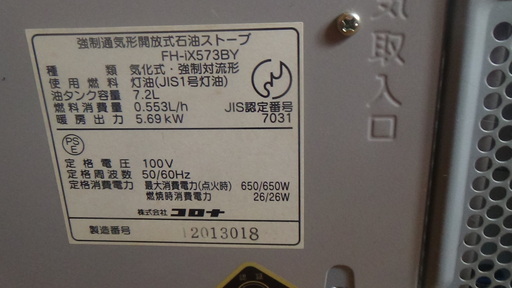 強制通気形開放式石油ストーブ
FH-iX573BY
種類 気化式・強制対流形
使用燃料 灯油(JIS1号灯油)
油タンク容量 7.2L
燃料消費量 0.553L/h
暖房出力 5.69kW
JIS認定番号
7031
PS
E
定格電圧 100V
定格周波数 50/60Hz
定格消費電力 最大消費電力(点火時) 650/650W
燃焼時消費電力 26/26W
株式会社 コロナ
製造番号 12013018
気取入口